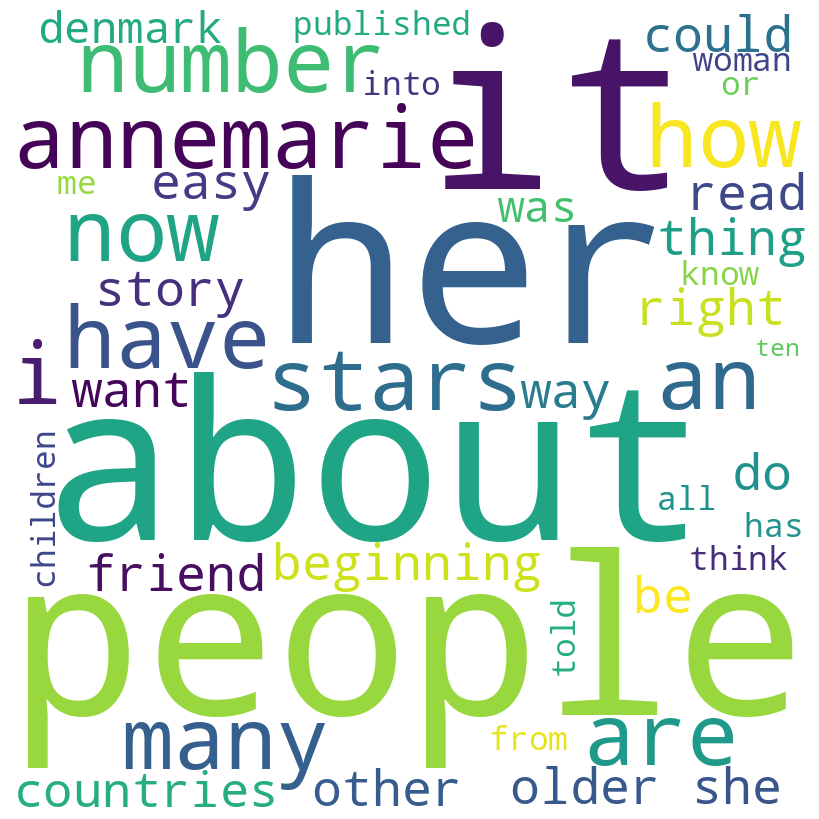 denmark published could
number it woman
into or
annemarie how
me easy read
now her was thing
story know
have right
i ten
want stars way an
about
children do
all
has
friend beginning think
people be
told
many from are
countries other older she